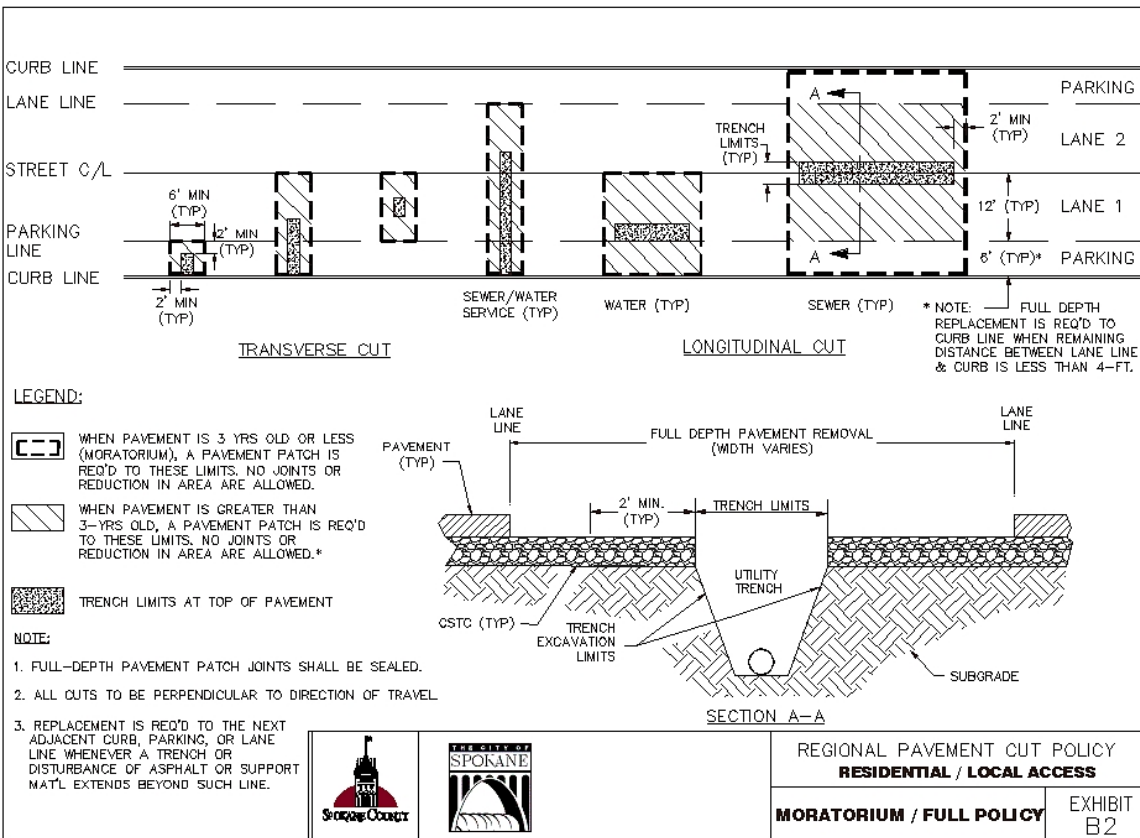 CURB LINE
LANE LINE
STREET C/L
PARKING
LINE
CURB LINE
6' MIN
(TYP)
2' MIN
(TYP)
2' MIN
(TYP)
SEWER/WATER
SERVICE (TYP)
WATER (TYP)
SEWER (TYP)
TRENCH
LIMITS
(TYP)
A
A
2' MIN
(TYP)
12' (TYP)
8' (TYP)*
PARKING
LANE 2
LANE 1
PARKING
TRANSVERSE CUT
LONGITUDINAL CUT
* NOTE: FULL DEPTH
REPLACEMENT IS REQ'D TO
CURB LINE WHEN REMAINING
DISTANCE BETWEEN LANE LINE
& CURB IS LESS THAN 4-FT.
LEGEND:
WHEN PAVEMENT IS 3 YRS OLD OR LESS
(MORATORIUM), A PAVEMENT PATCH IS
REQ'D TO THESE LIMITS. NO JOINTS OR
REDUCTION IN AREA ARE ALLOWED.
WHEN PAVEMENT IS GREATER THAN
3-YRS OLD, A PAVEMENT PATCH IS REQ'D
TO THESE LIMITS. NO JOINTS OR
REDUCTION IN AREA ARE ALLOWED.*
TRENCH LIMITS AT TOP OF PAVEMENT
NOTE:
1. FULL-DEPTH PAVEMENT PATCH JOINTS SHALL BE SEALED.
2. ALL CUTS TO BE PERPENDICULAR TO DIRECTION OF TRAVEL
3. REPLACEMENT IS REQ'D TO THE NEXT
ADJACENT CURB, PARKING, OR LANE
LINE WHENEVER A TRENCH OR
DISTURBANCE OF ASPHALT OR SUPPORT
MAT'L EXTENDS BEYOND SUCH LINE.
LANE
LINE
LANE
LINE
FULL DEPTH PAVEMENT REMOVAL
(WIDTH VARIES)
PAVEMENT
(TYP)
2' MIN.
(TYP)
TRENCH LIMITS
UTILITY
TRENCH
CSTC (TYP)
TRENCH
EXCAVATION
LIMITS
SUBGRADE
SECTION A-A
SPOKANE COUNTY
THE CITY OF
SPOKANE
REGIONAL PAVEMENT CUT POLICY
RESIDENTIAL / LOCAL ACCESS
MORATORIUM / FULL POLICY
EXHIBIT
B2